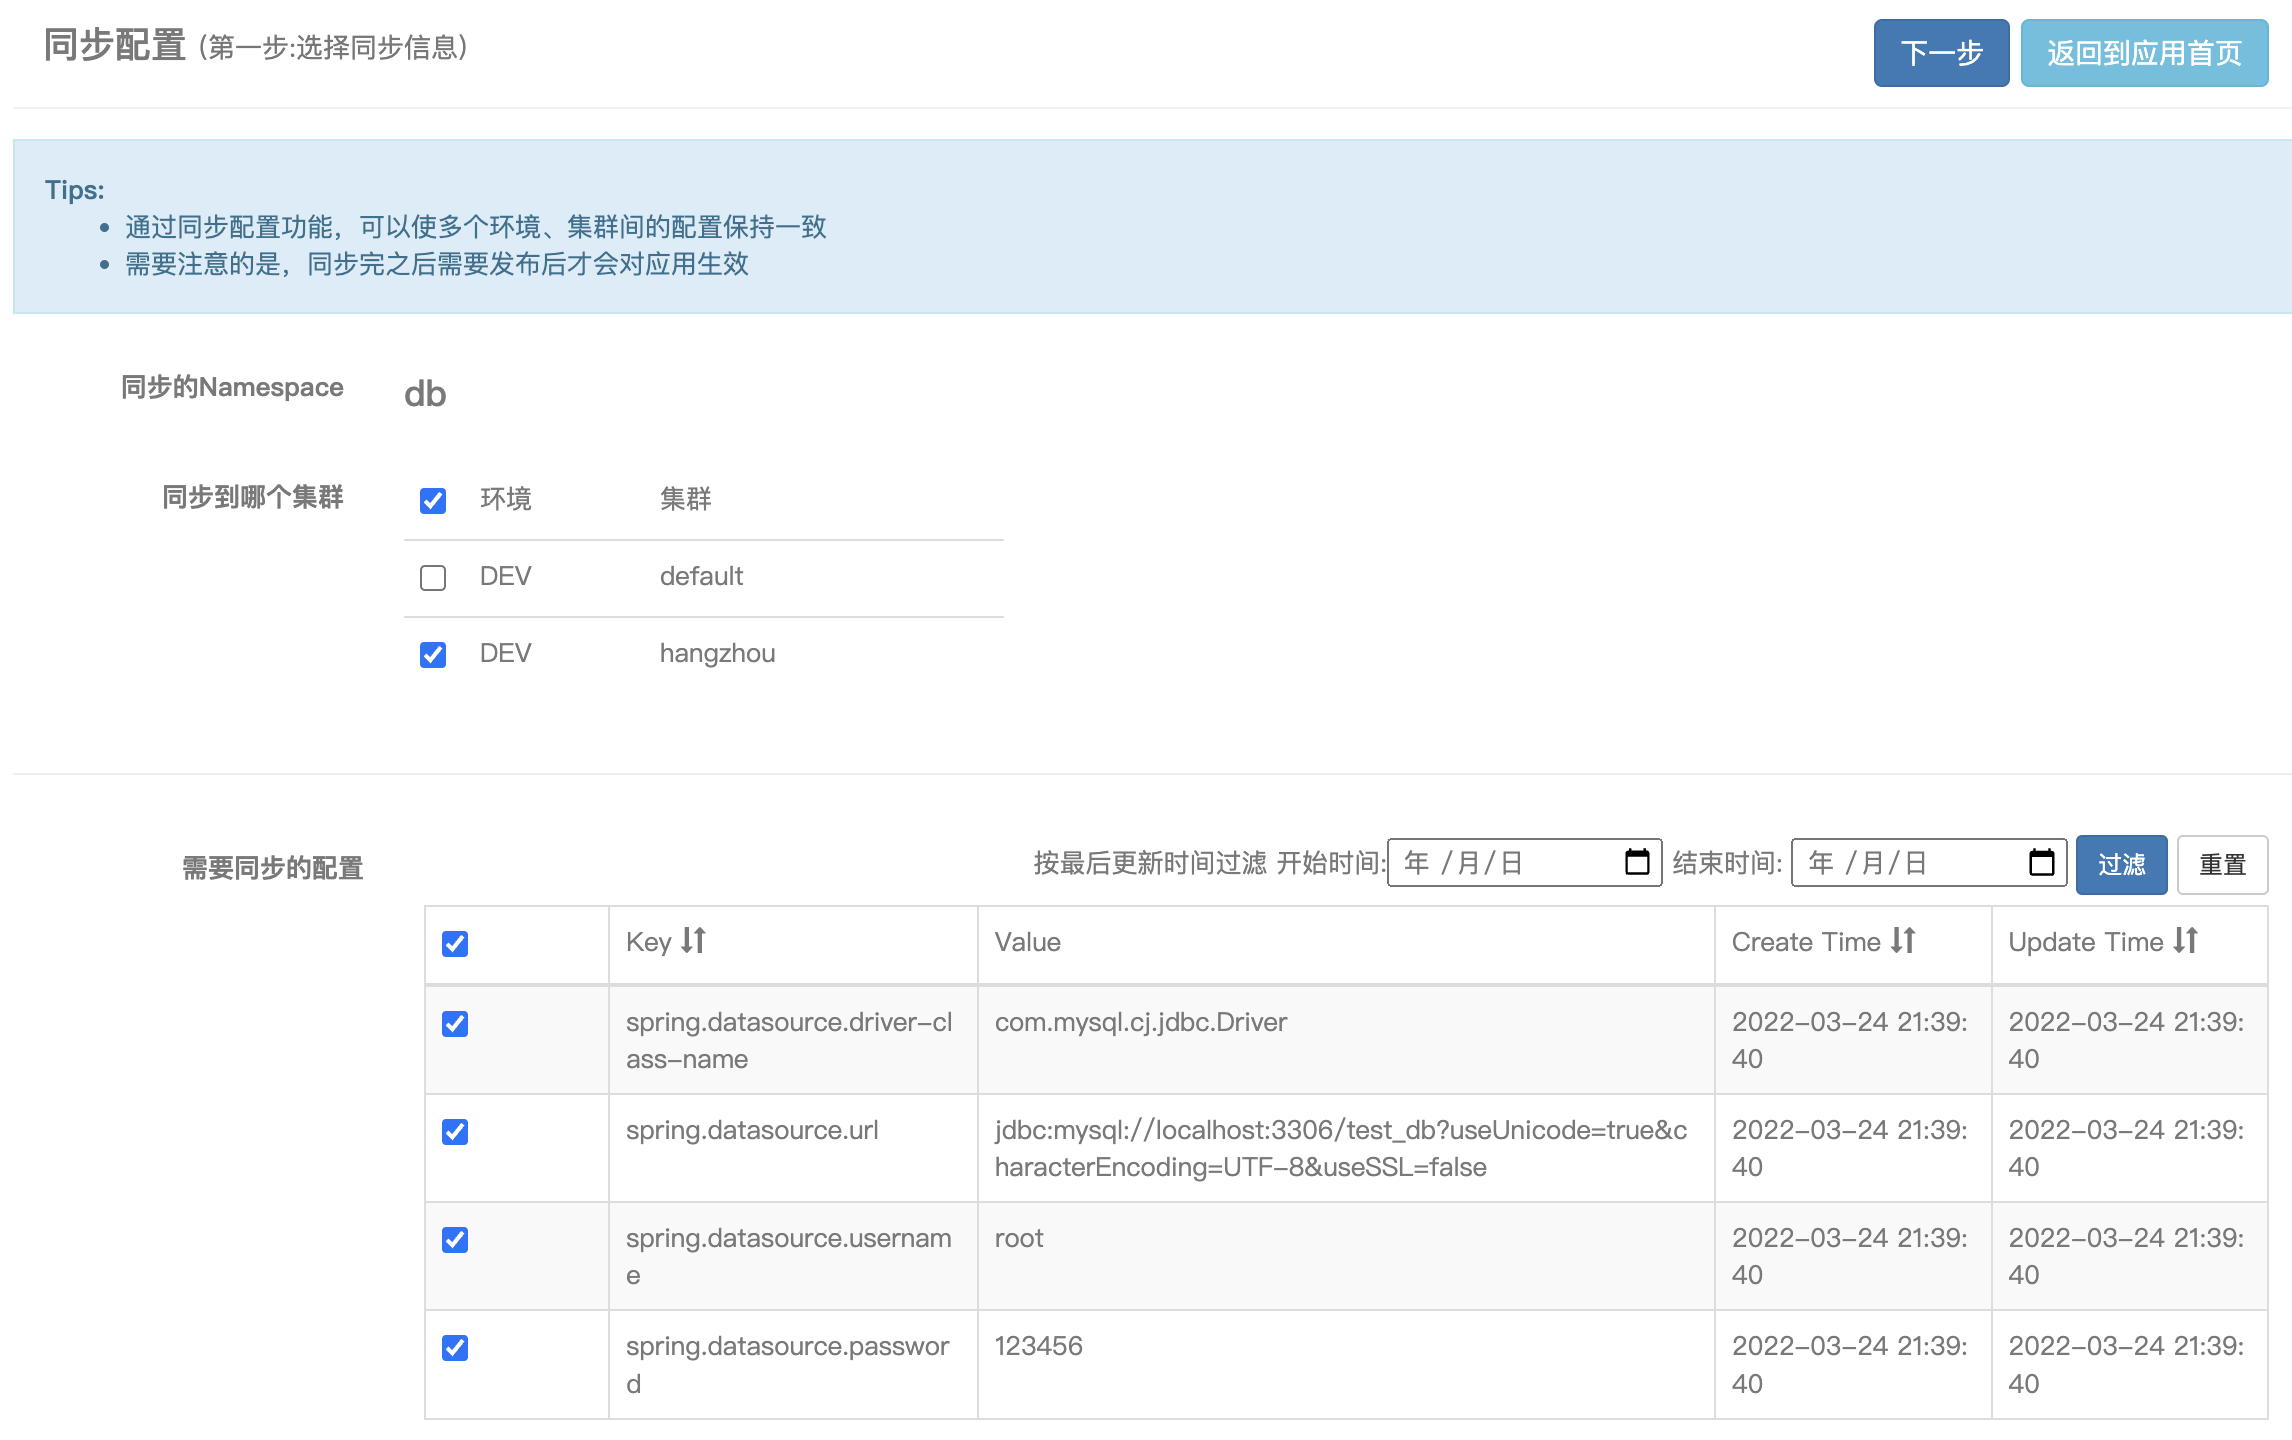 同步配置 (第一步:选择同步信息)
下一步
返回到应用首页
Tips:
通过同步配置功能，可以使多个环境、集群间的配置保持一致
需要注意的是，同步完之后需要发布后才会对应用生效
同步的Namespace
db
同步到哪个集群
环境 集群
DEV default
DEV hangzhou
需要同步的配置
按最后更新时间过滤 开始时间: 年 /月/日 结束时间: 年 /月/日 过滤 重置
Key Value Create Time Update Time
spring.datasource.driver-cl com.mysql.cj.jdbc.Driver 2022-03-24 21:39: 2022-03-24 21:39:
ass-name 40 40
spring.datasource.url jdbc:mysql://localhost:3306/test_db?useUnicode=true&c 2022-03-24 21:39: 2022-03-24 21:39:
haracterEncoding=UTF-8&useSSL=false 40 40
spring.datasource.usernam root 2022-03-24 21:39: 2022-03-24 21:39:
e 40 40
spring.datasource.passwor 123456 2022-03-24 21:39: 2022-03-24 21:39:
d 40 40